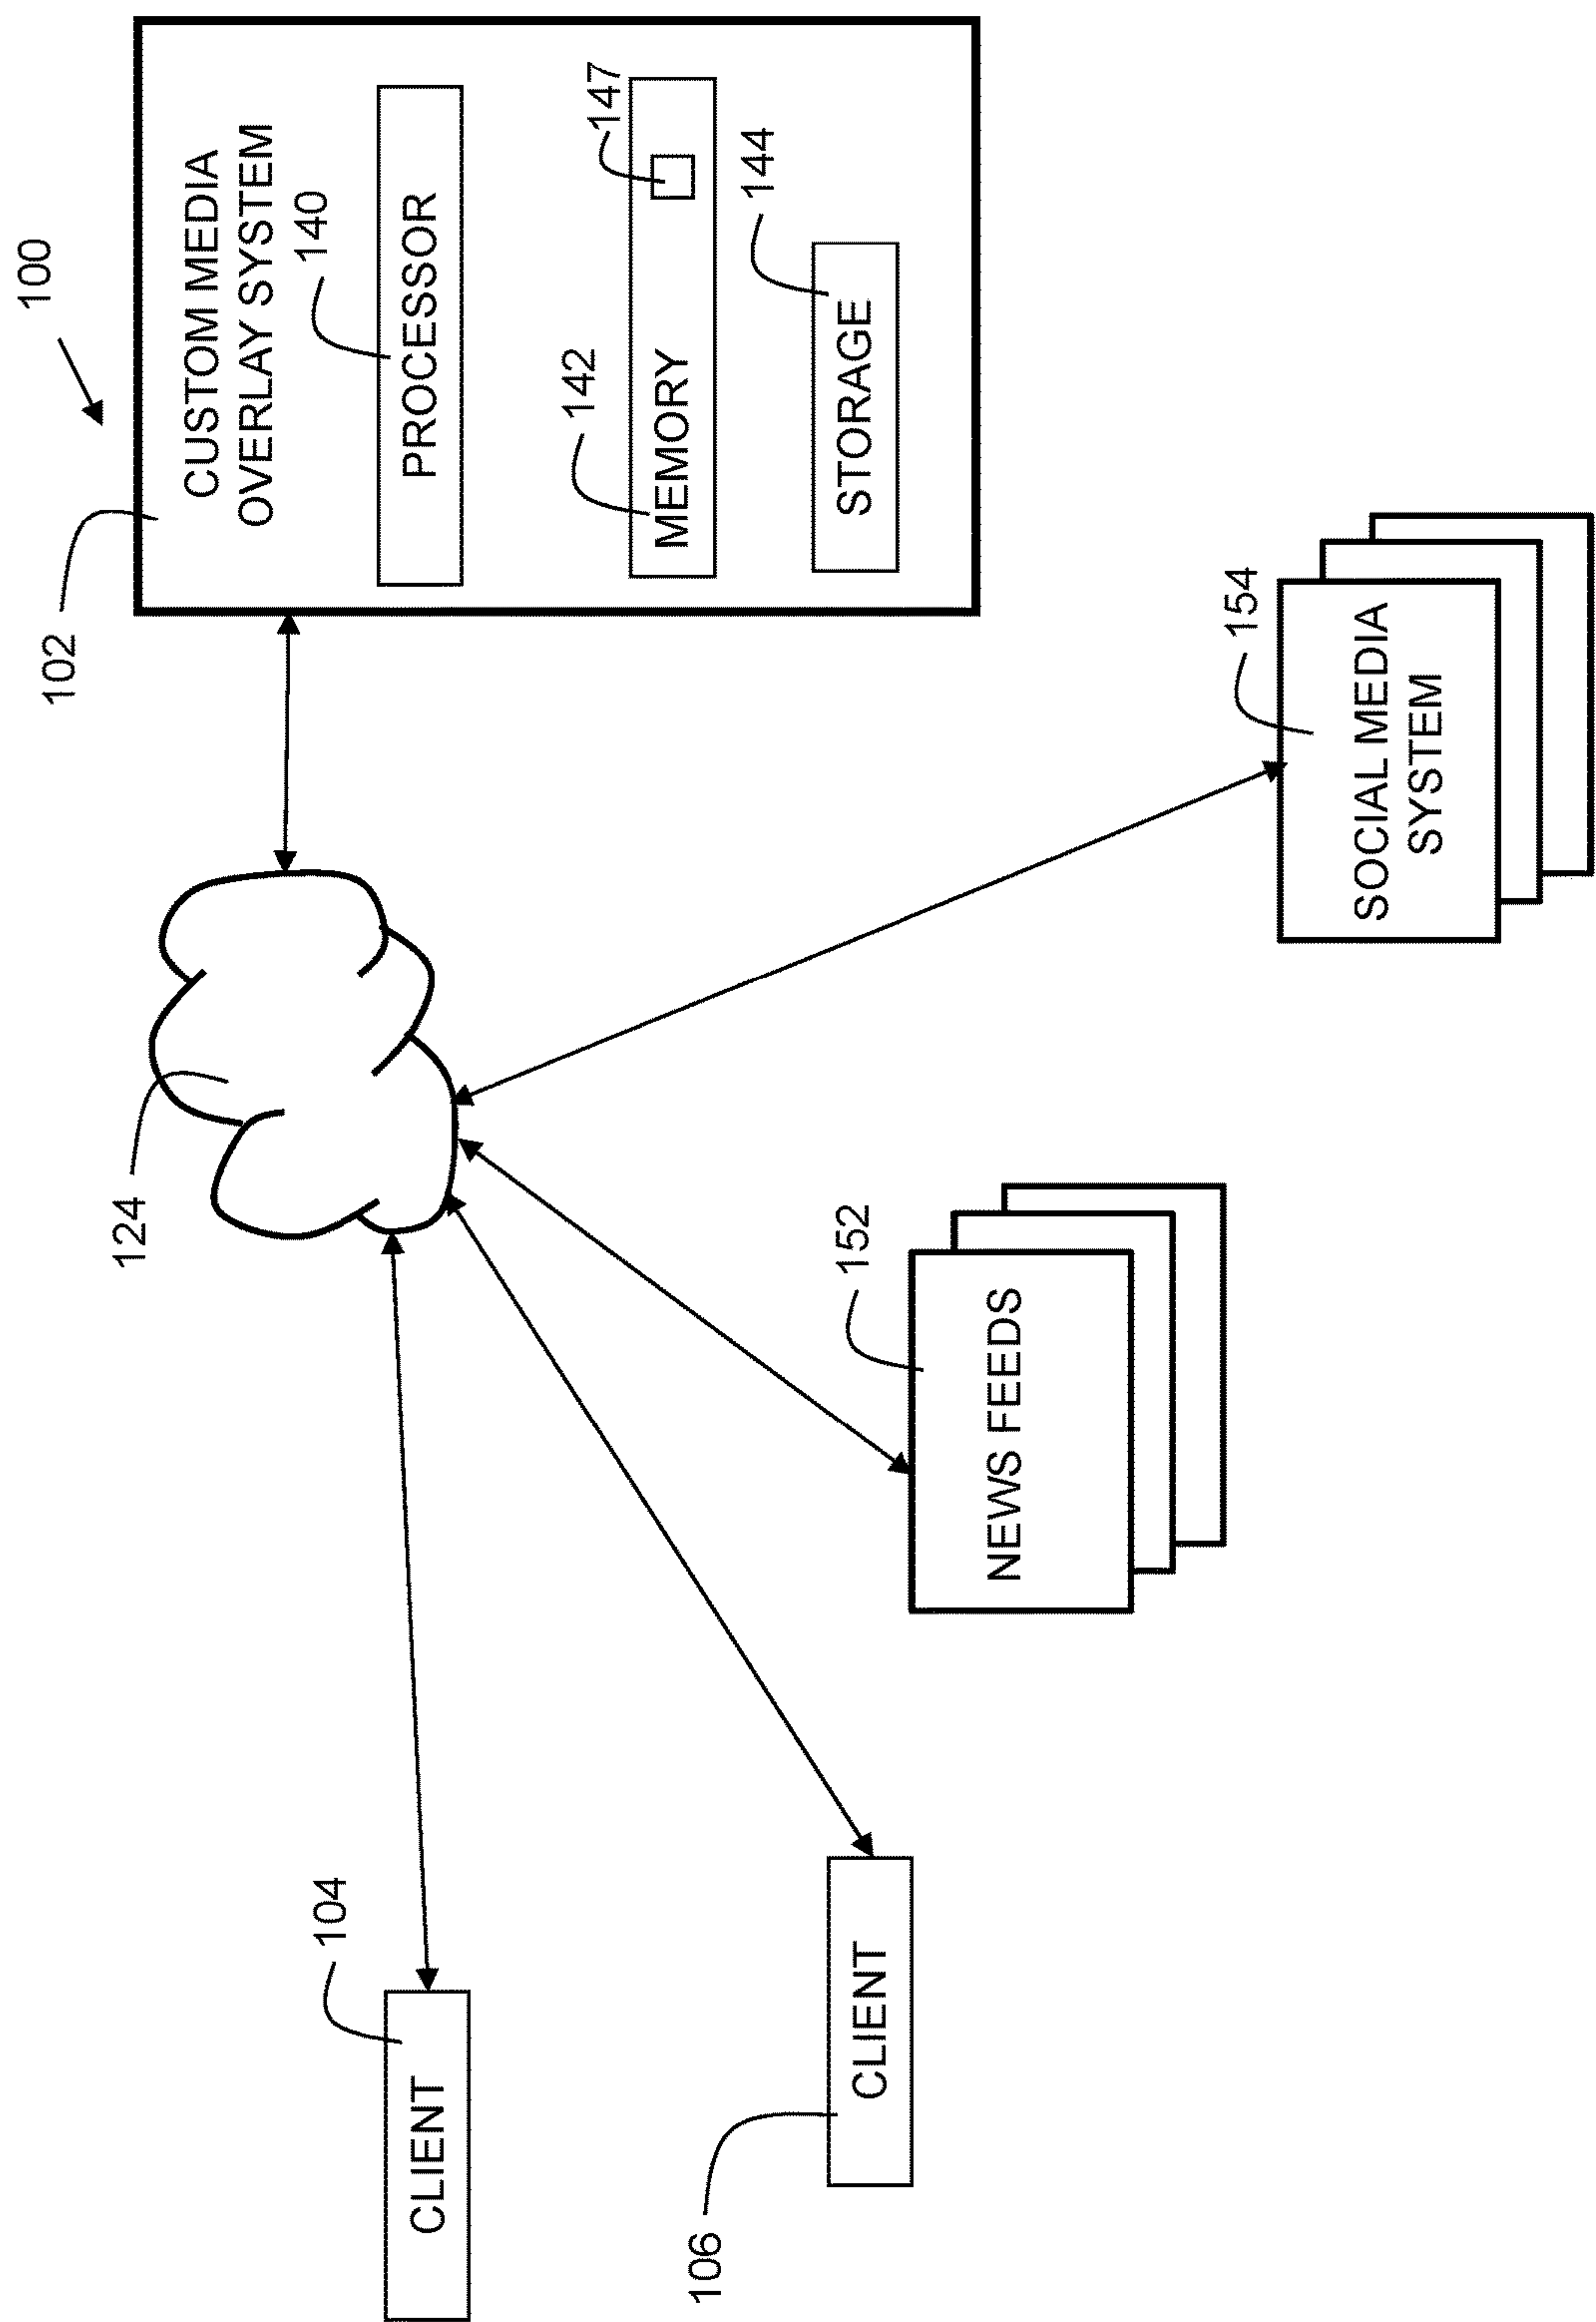 100
102
124
CUSTOM MEDIA
OVERLAY SYSTEM
104
140
CLIENT
PROCESSOR
142
147
MEMORY
106
144
CLIENT
152
STORAGE
NEWS FEEDS
154
SOCIAL MEDIA
SYSTEM